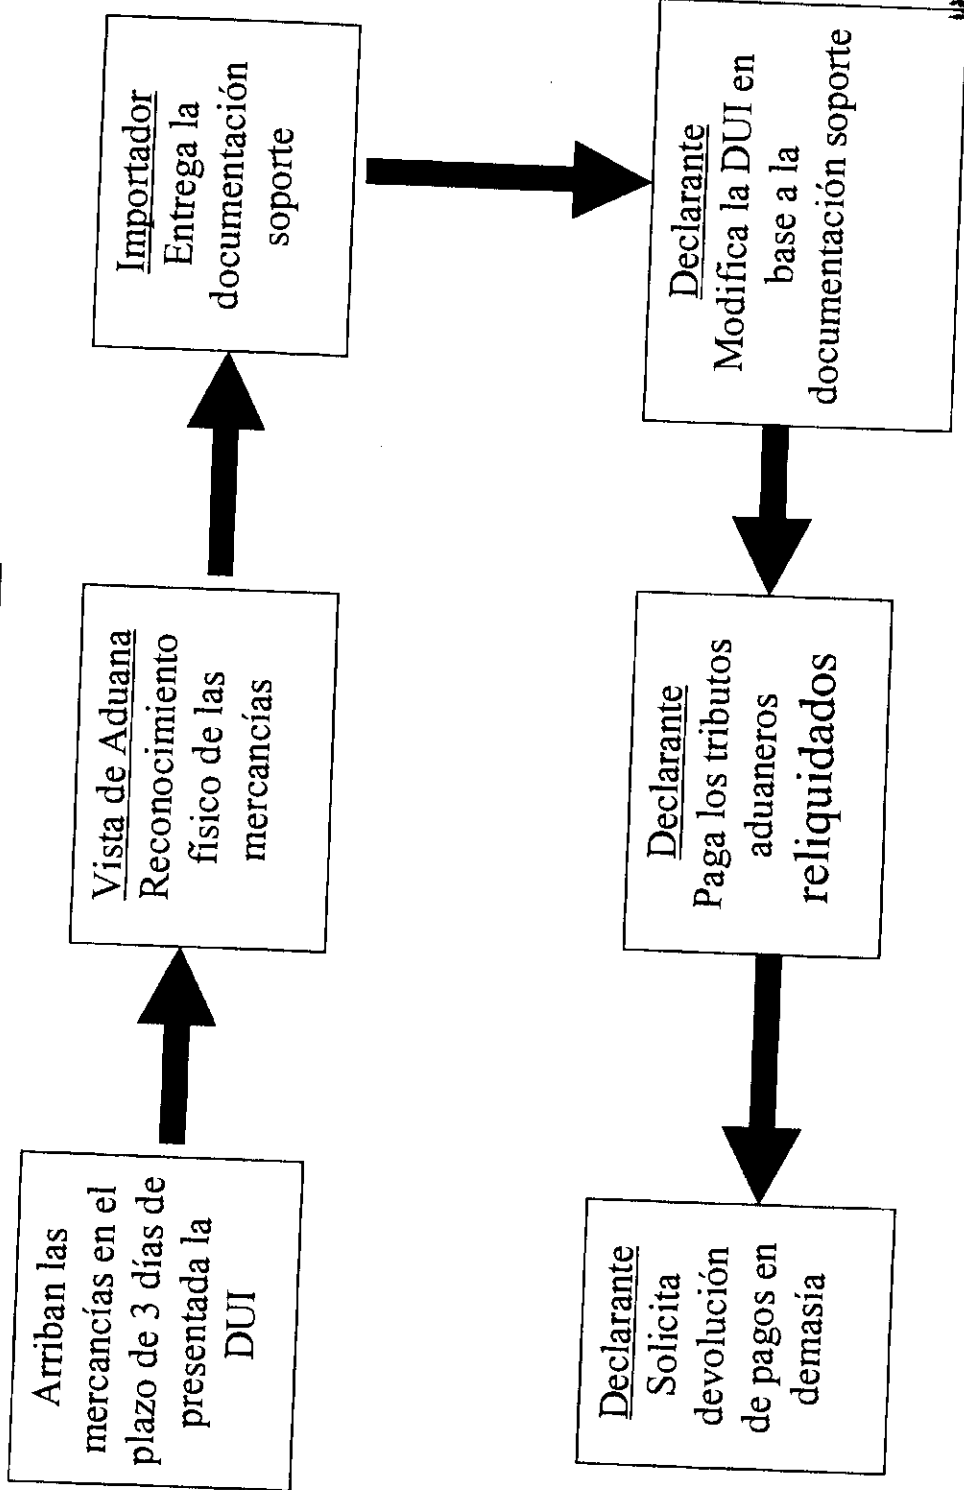 Arriban las
mercancías en el
plazo de 3 días de
presentada la
DUI
Vista de Aduana
Reconocimiento
físico de las
mercancías
Importador
Entrega la
documentación
soporte
Declarante
Modifica la DUI en
base a la
documentación soporte
Declarante
Paga los tributos
aduaneros
reliquidados
Declarante
Solicita
devolución
de pagos en
demasía